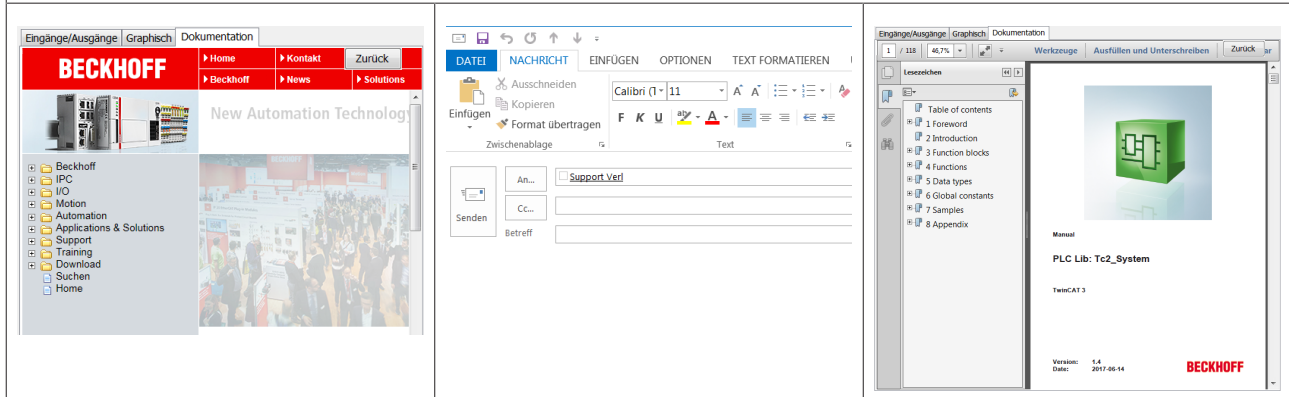 Eingänge/Ausgänge Graphisch Dokumentation
BECKHOFF
Home Kontakt Zurück
Beckhoff News Solutions
New Automation Technology
Beckhoff
IPC
I/O
Motion
Automation
Applications & Solutions
Support
Training
Download
Suchen
Home
DATEI NACHRICHT EINFÜGEN OPTIONEN TEXT FORMATIEREN
Ausschneiden
Kopieren
Format übertragen
Einfügen
Calibri (T 11
F K U
Zwischenablage Text
An... Support Verl
Cc...
Senden
Betreff
Eingänge/Ausgänge Graphisch Dokumentation
1 / 118 46,7% Werkzeuge Ausfüllen und Unterschreiben Zurück
Lesezeichen
Table of contents
1 Foreword
2 Introduction
3 Function blocks
4 Functions
5 Data types
6 Global constants
7 Samples
8 Appendix
Manual
PLC Lib: Tc2_System
TwinCAT 3
Version: 1.4
Date: 2017-06-14
BECKHOFF